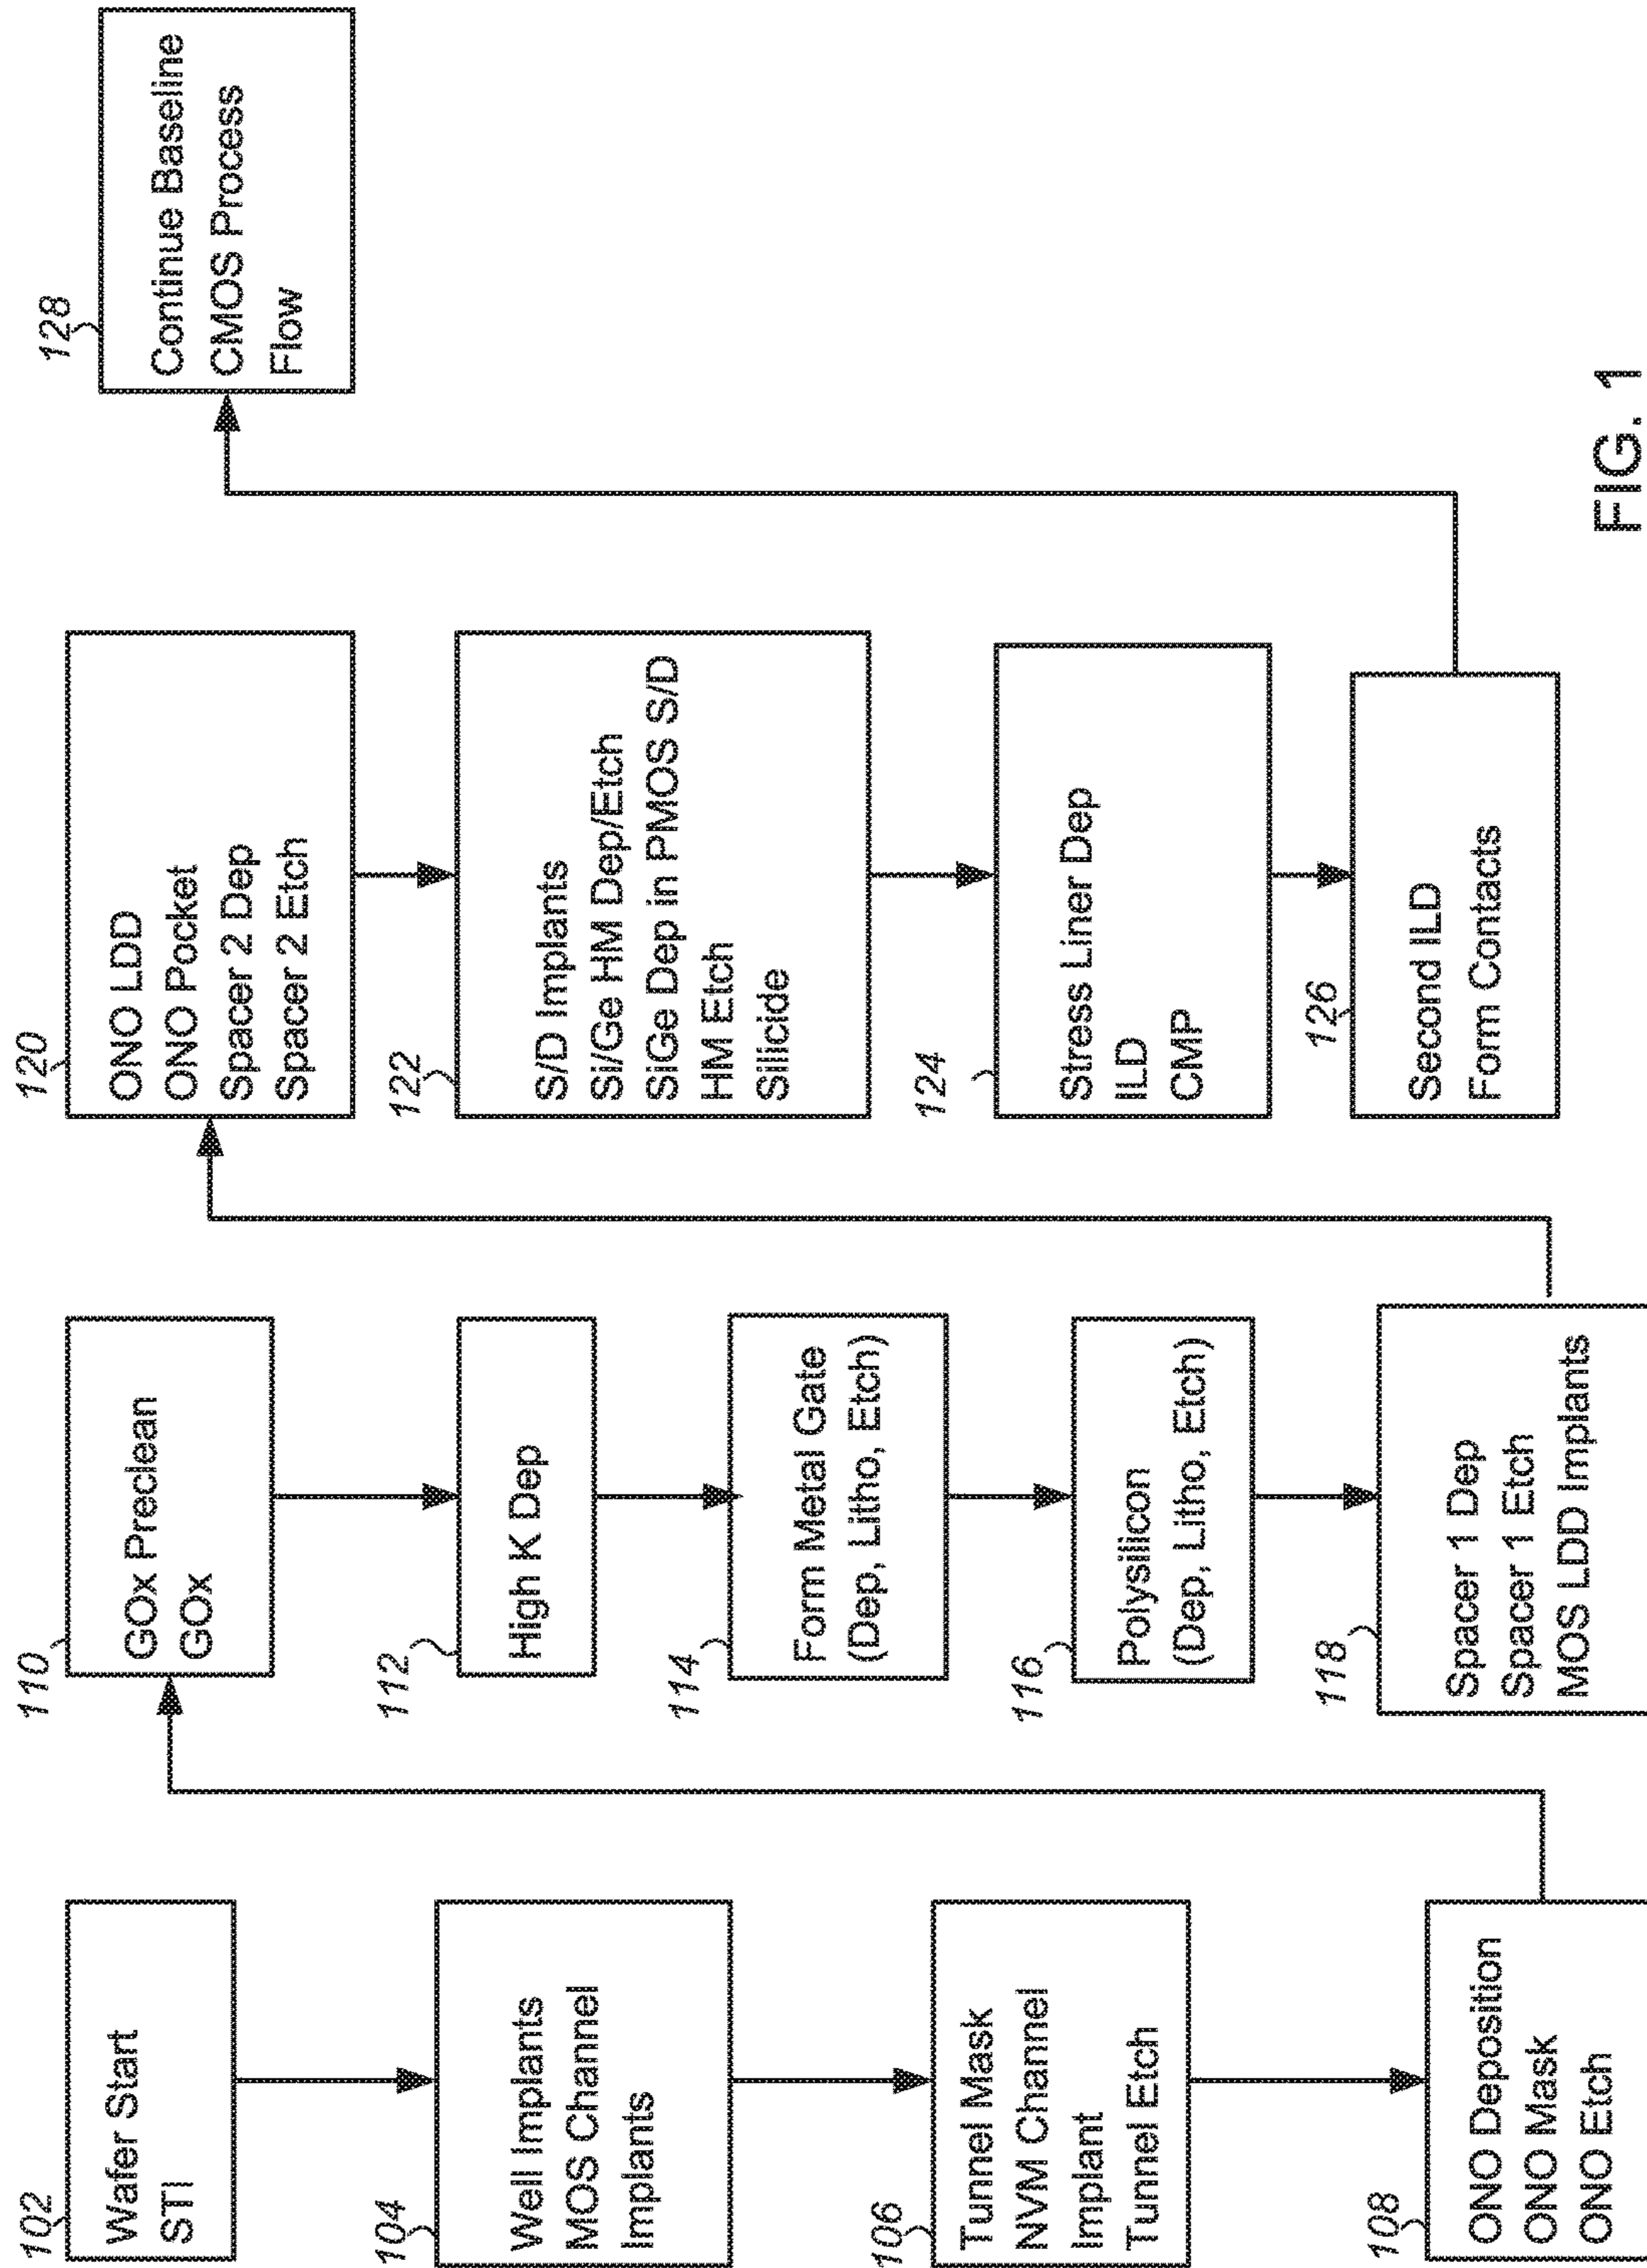 102
Wafer Start
STI
104
Well Implants
MOS Channel
Implants
106
Tunnel Mask
NVM Channel
Implant
Tunnel Etch
108
ONO Deposition
ONO Mask
ONO Etch
110
GOx Preclean
GOx
112
High K Dep
114
Form Metal Gate
(Dep, Litho, Etch)
116
Polysilicon
(Dep, Litho, Etch)
118
Spacer 1 Dep
Spacer 1 Etch
MOS LDD Implants
120
ONO LDD
ONO Pocket
Spacer 2 Dep
Spacer 2 Etch
122
S/D Implants
Si/Ge HM Dep/Etch
SiGe Dep in PMOS S/D
HM Etch
Silicide
124
Stress Liner Dep
ILD
CMP
126
Second ILD
Form Contacts
128
Continue Baseline
CMOS Process
Flow
FIG. 1